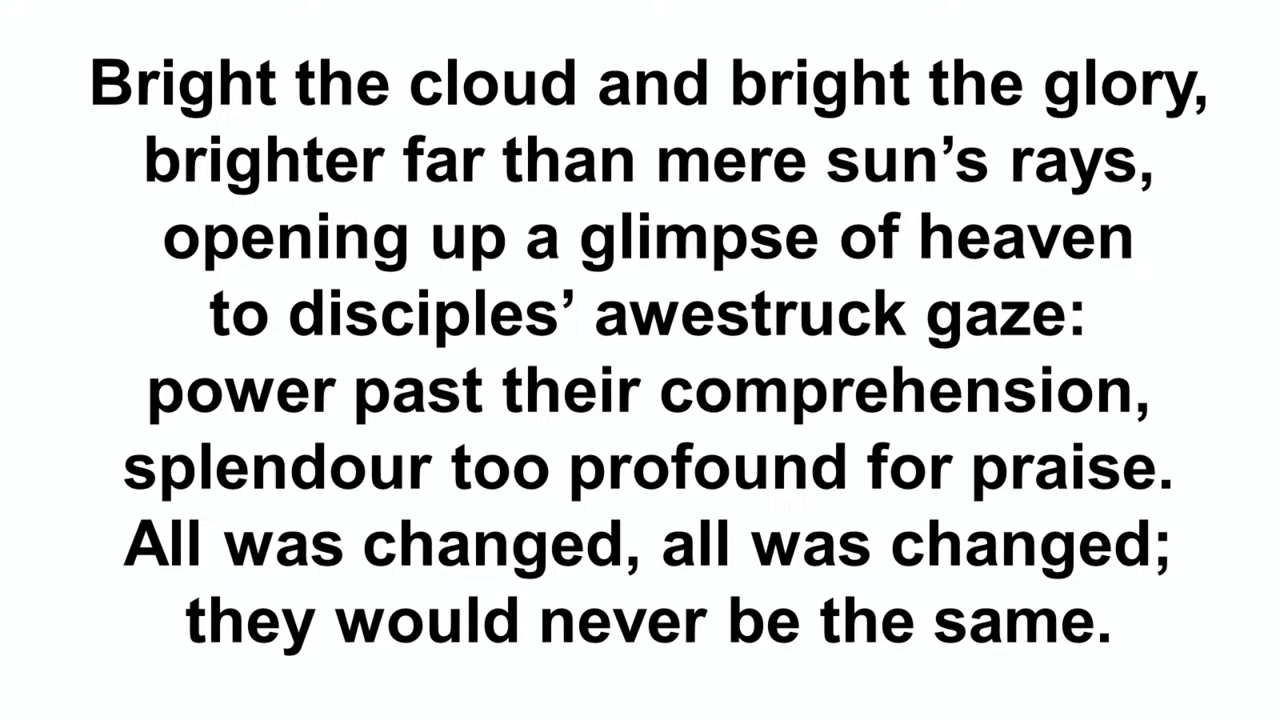 Bright the cloud and bright the glory,
brighter far than mere sun’s rays,
opening up a glimpse of heaven
to disciples’ awestruck gaze:
power past their comprehension,
splendour too profound for praise.
All was changed, all was changed;
they would never be the same.